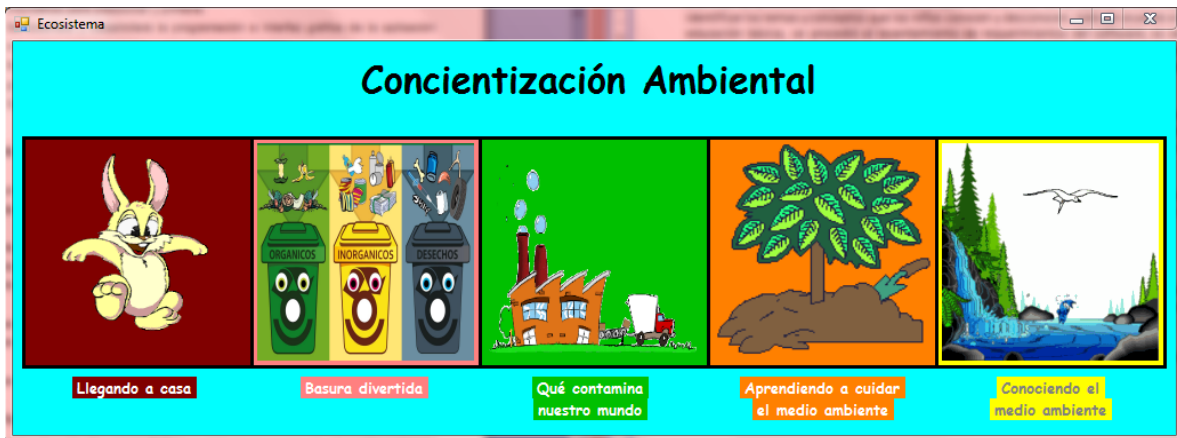 Ecosistema
Concientización Ambiental
ORGANICOS INORGANICOS DESECHOS
Llegando a casa
Basura divertida
Qué contamina
nuestro mundo
Aprendiendo a cuidar
el medio ambiente
Conociendo el
medio ambiente